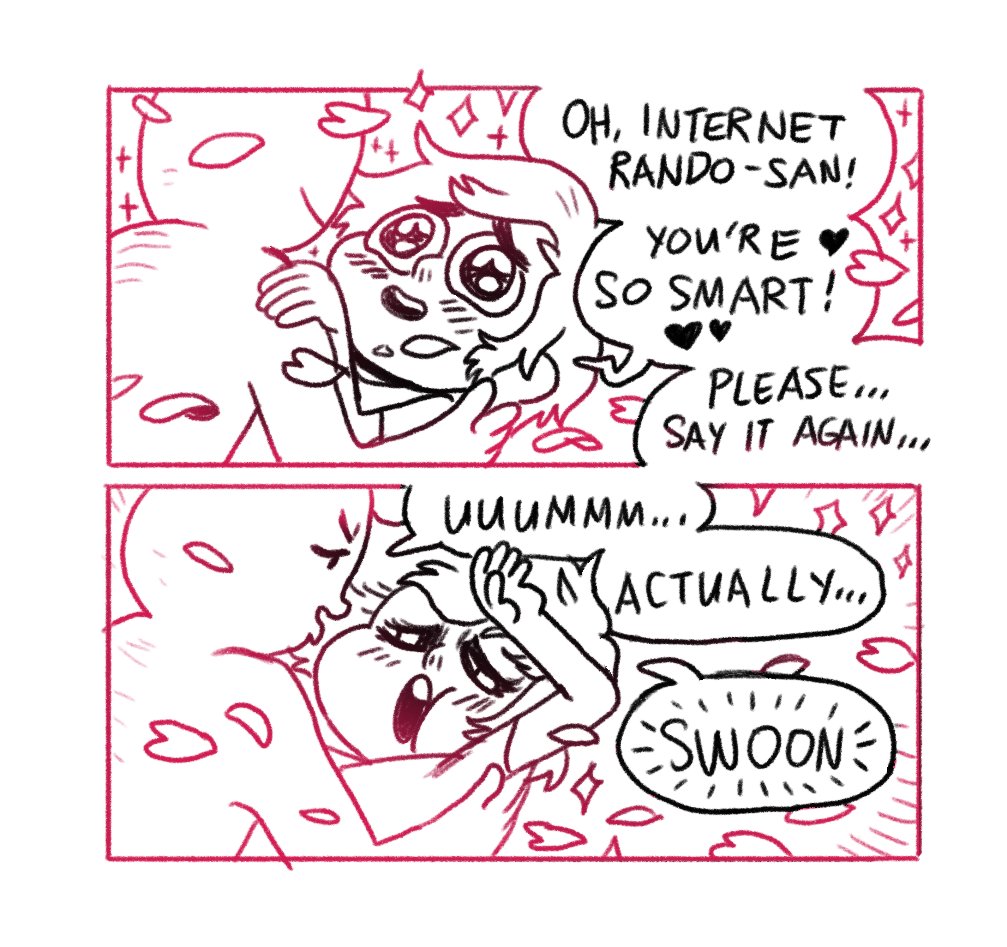 OH, INTERNET
RANDO-SAN!
YOU'RE ♥
SO SMART!
♥♥
PLEASE...
SAY IT AGAIN...
UUUMMM...
ACTUALLY...
SWOON